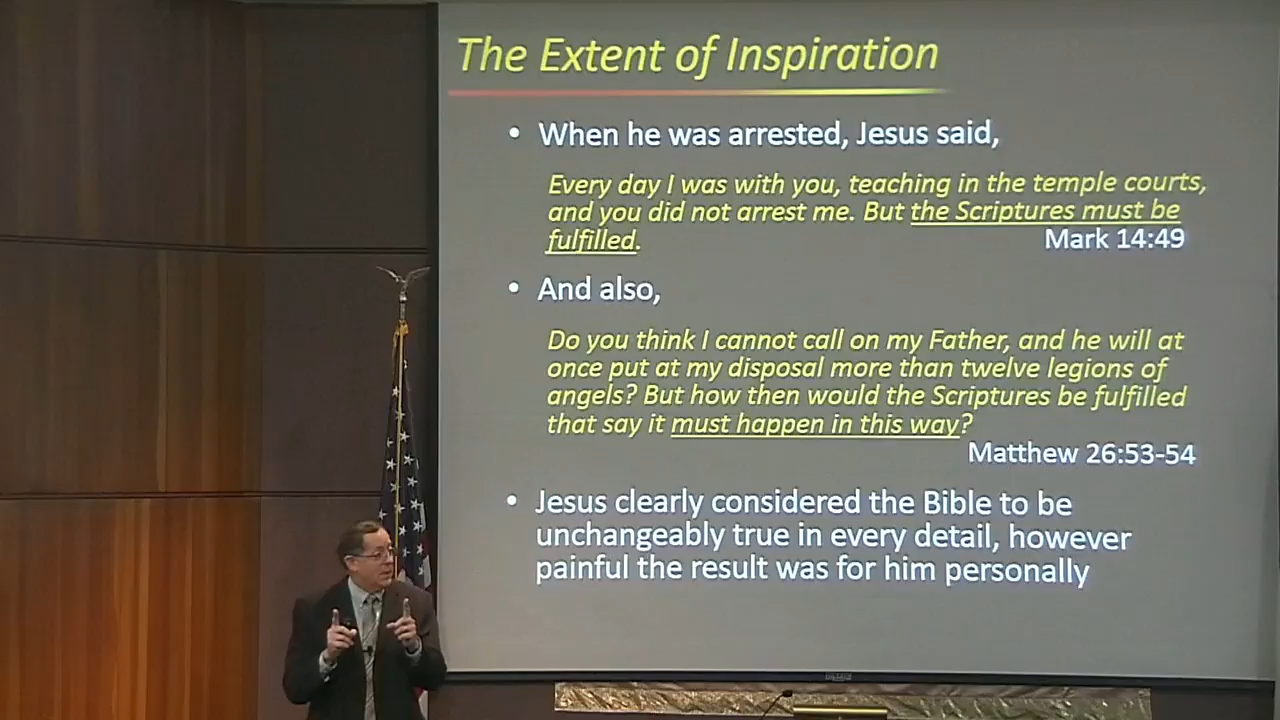 The Extent of Inspiration
• When he was arrested, Jesus said,
Every day I was with you, teaching in the temple courts,
and you did not arrest me. But the Scriptures must be
fulfilled. Mark 14:49
• And also,
Do you think I cannot call on my Father, and he will at
once put at my disposal more than twelve legions of
angels? But how then would the Scriptures be fulfilled
that say it must happen in this way?
Matthew 26:53-54
• Jesus clearly considered the Bible to be
unchangeably true in every detail, however
painful the result was for him personally